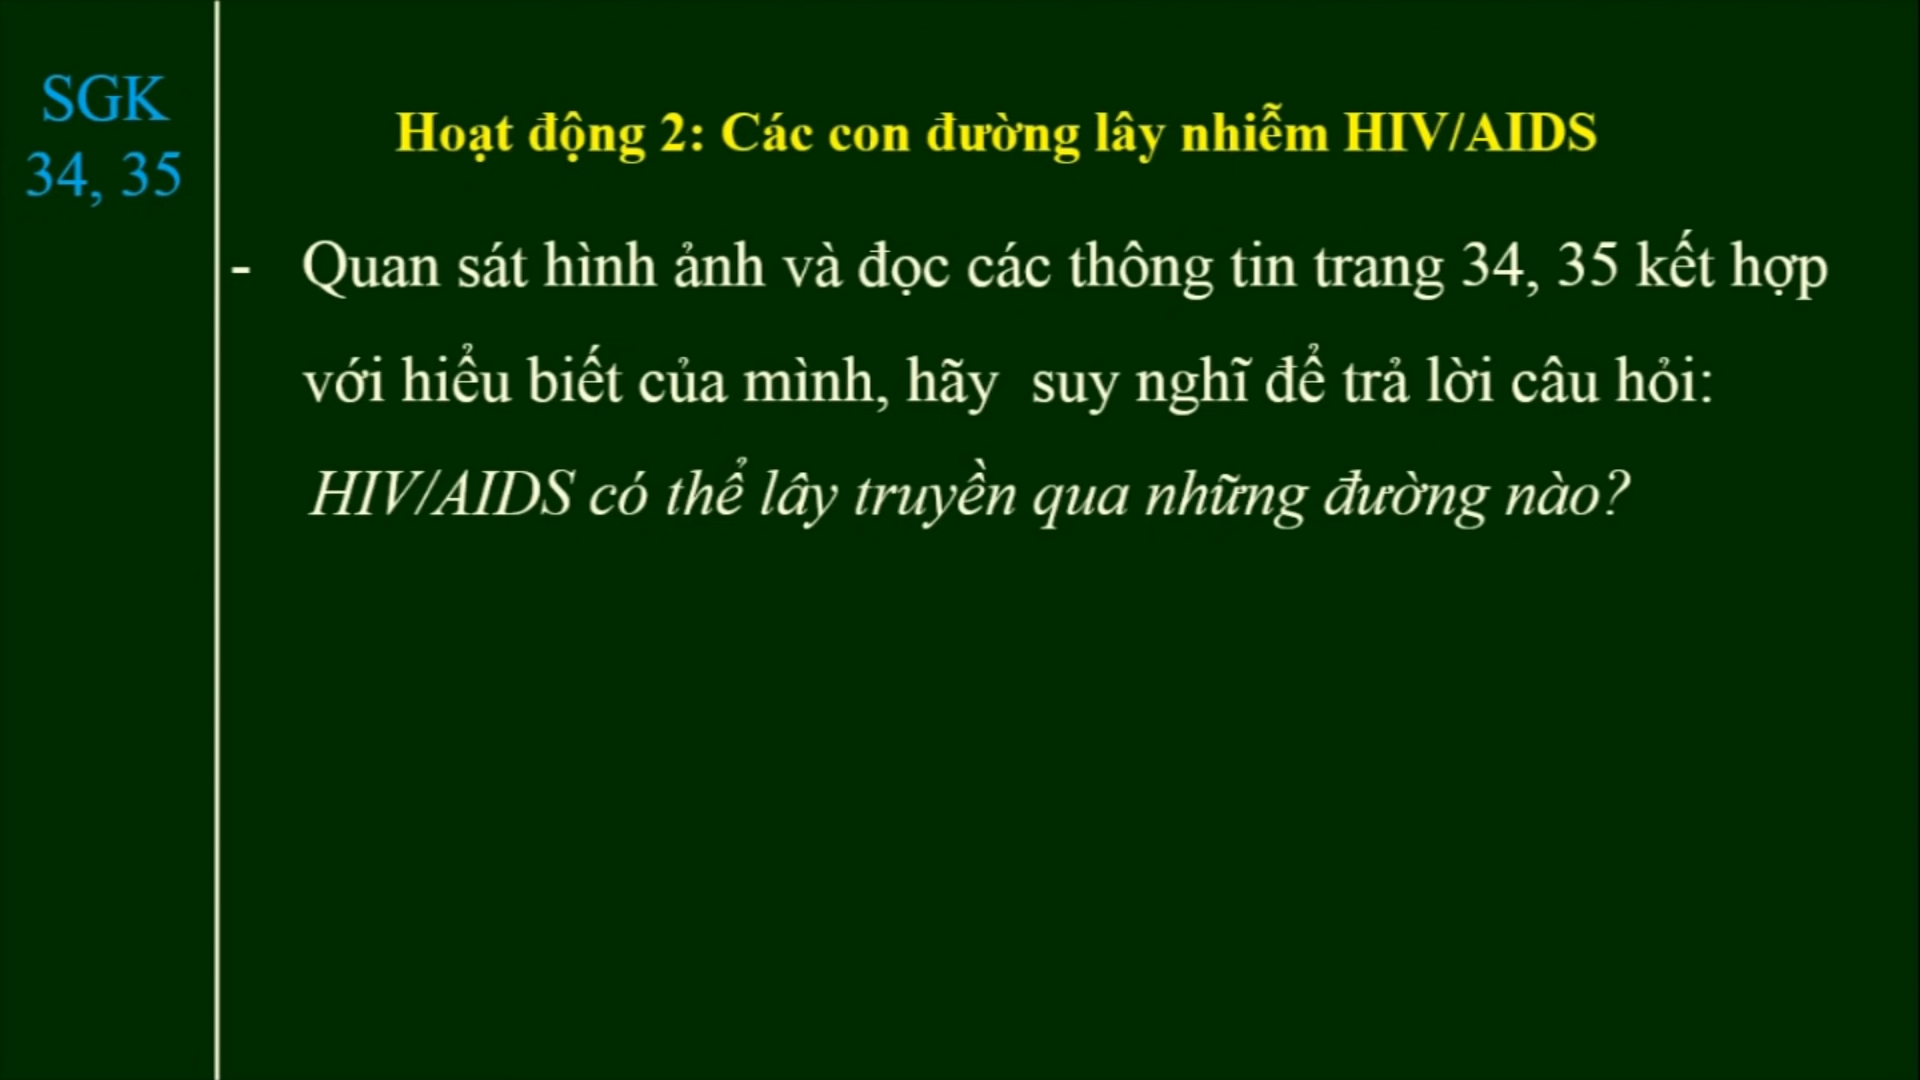 SGK
34, 35
Hoạt động 2: Các con đường lây nhiễm HIV/AIDS
- Quan sát hình ảnh và đọc các thông tin trang 34, 35 kết hợp
với hiểu biết của mình, hãy suy nghĩ để trả lời câu hỏi:
HIV/AIDS có thể lây truyền qua những đường nào?